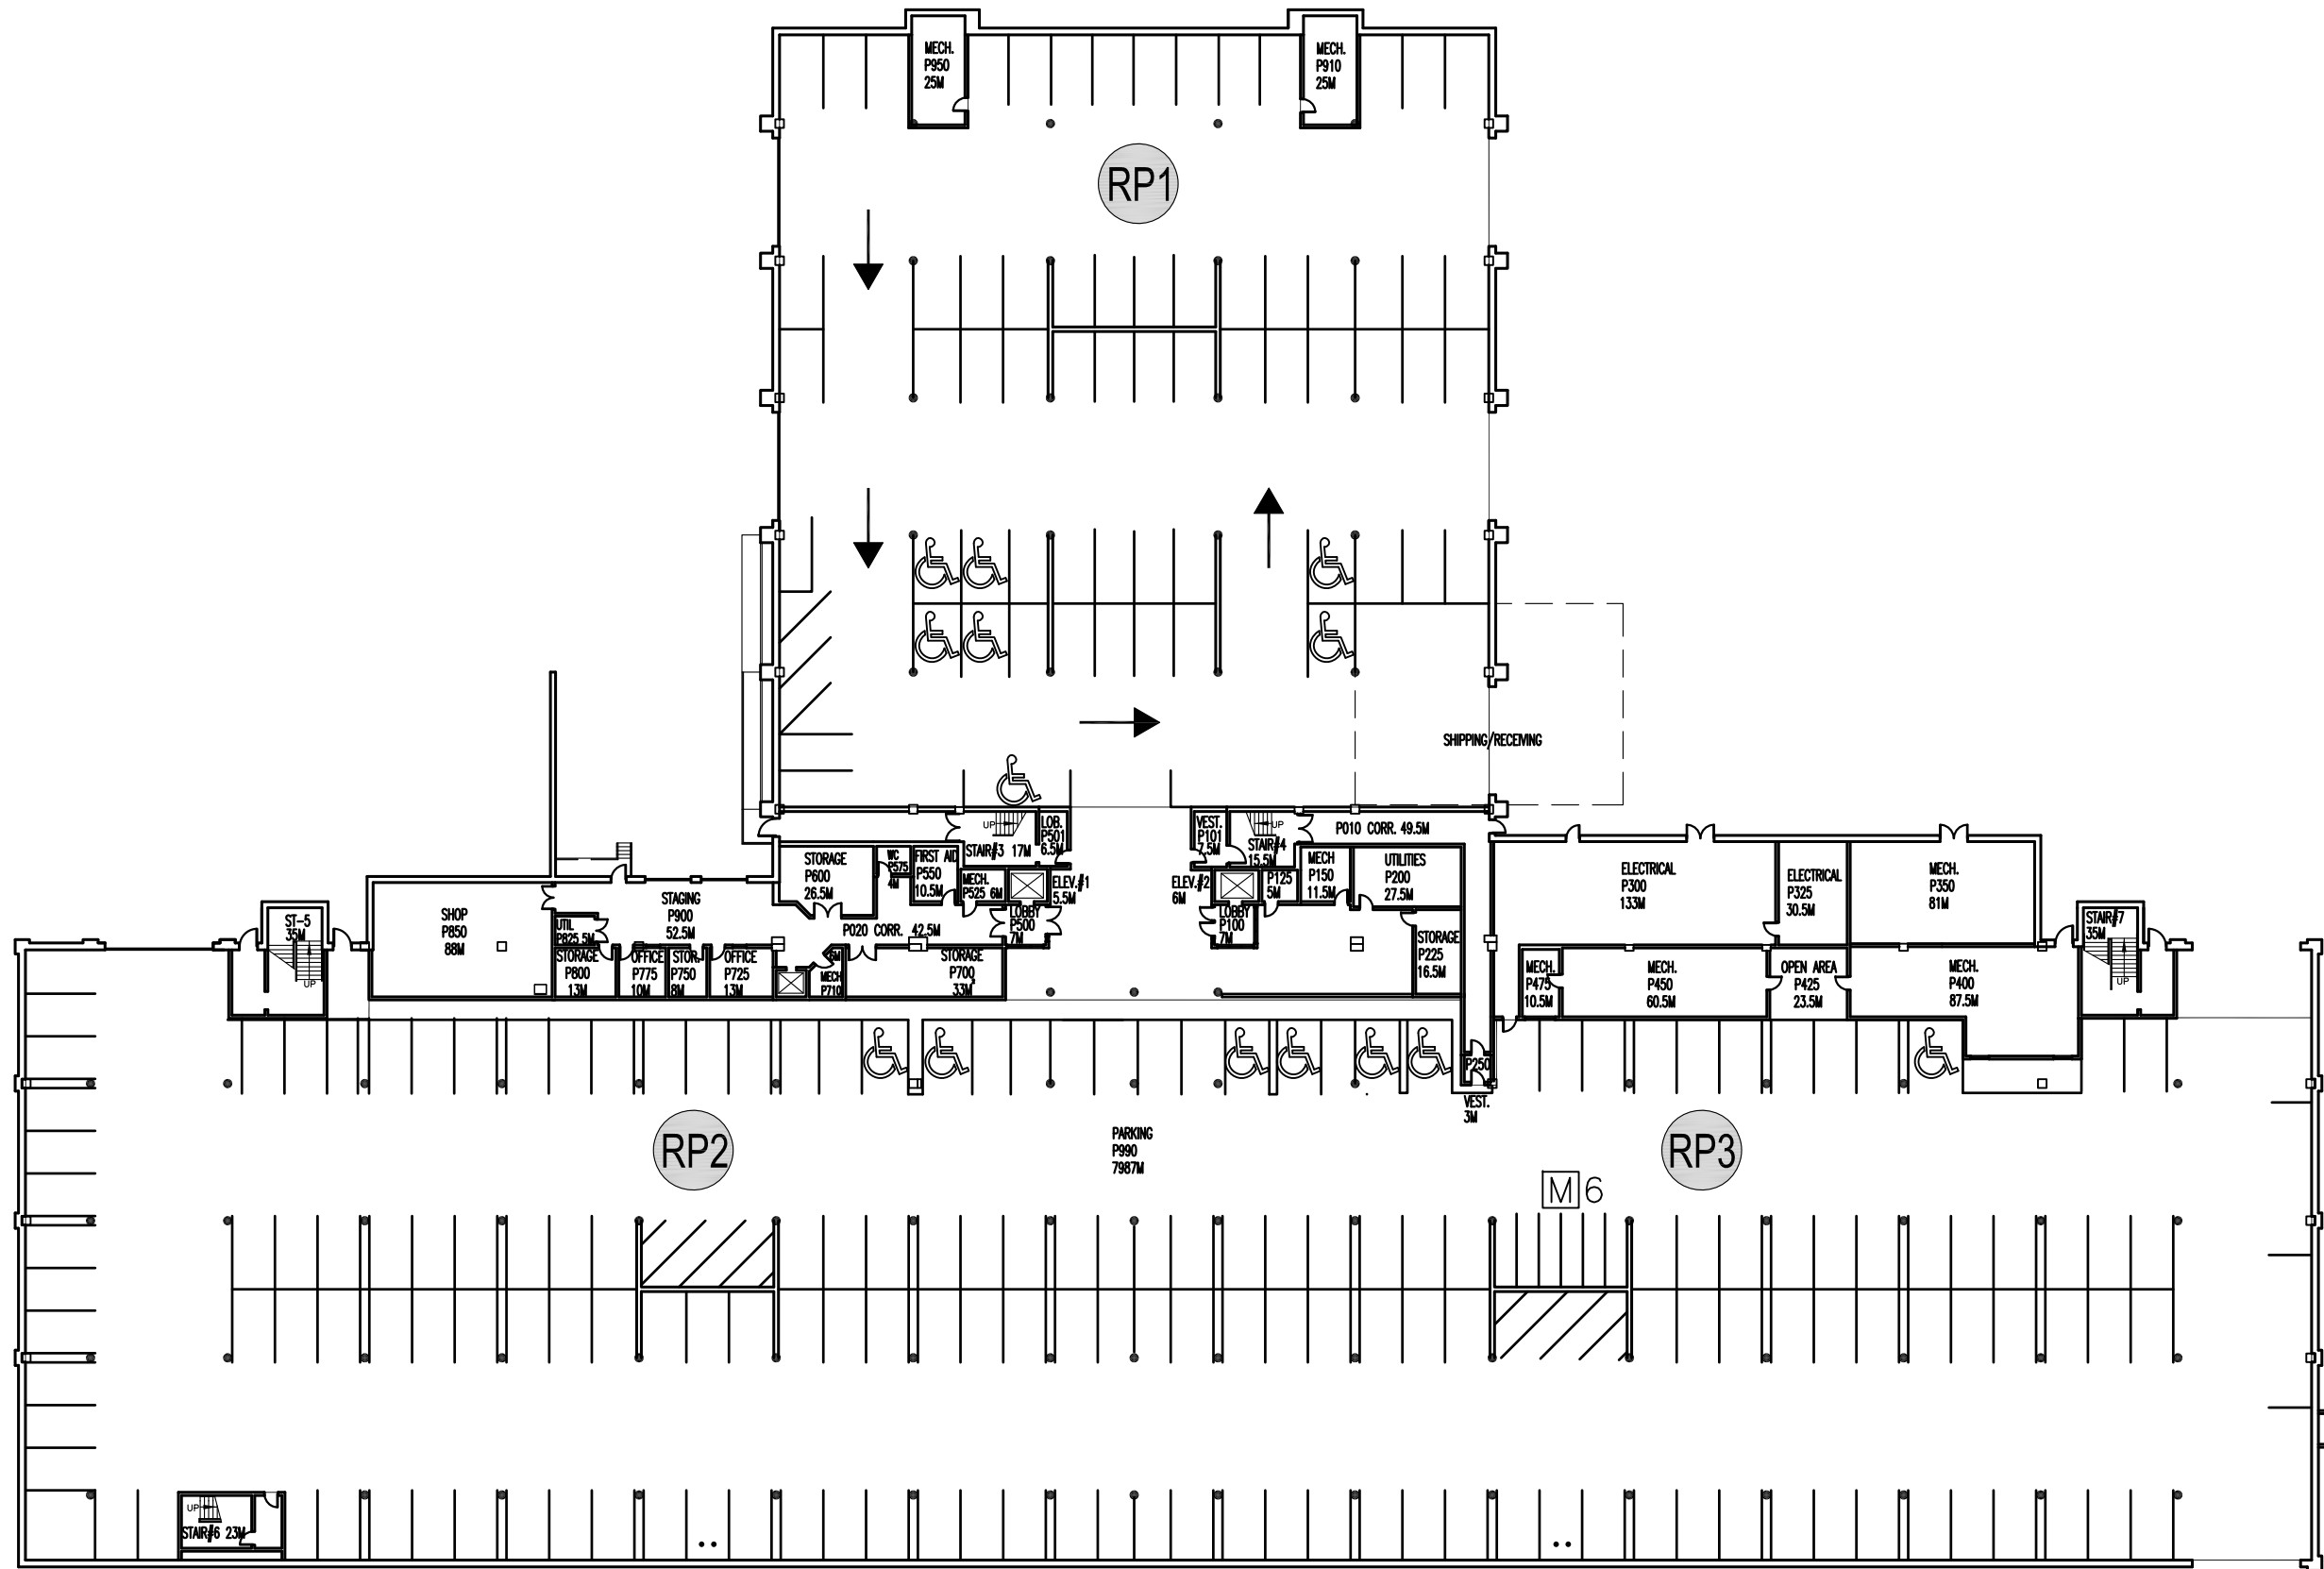 MECH.
P950
25M
MECH.
P910
25M
RP1
SHIPPING/RECEIVING
UP
STAIR#3 17M
LOB.
P501
6.5M
VEST.
P101
7.5M
UP
STAIR#4
15.5M
P010 CORR. 49.5M
STORAGE
P600
26.5M
WC
P575
4M
FIRST AID
P550
10.5M
MECH.
P525 6M
ELEV.#1
5.5M
ELEV.#2
6M
P125
5M
MECH
P150
11.5M
UTILITIES
P200
27.5M
ELECTRICAL
P300
133M
ELECTRICAL
P325
30.5M
MECH.
P350
81M
STAIR#7
35M
UP
ST-5
35M
UP
SHOP
P850
88M
STAGING
P900
52.5M
UTIL
P825 5M
P020 CORR. 42.5M
LOBBY
P500
7M
LOBBY
P100
7M
STORAGE
P225
16.5M
STORAGE
P800
13M
OFFICE
P775
10M
STOR.
P750
8M
OFFICE
P725
13M
6M
MECH
P710
STORAGE
P700
33M
MECH.
P475
10.5M
MECH.
P450
60.5M
OPEN AREA
P425
23.5M
MECH.
P400
87.5M
P250
VEST.
3M
RP2
PARKING
P990
7987M
RP3
M 6
UP
STAIR#6 23M